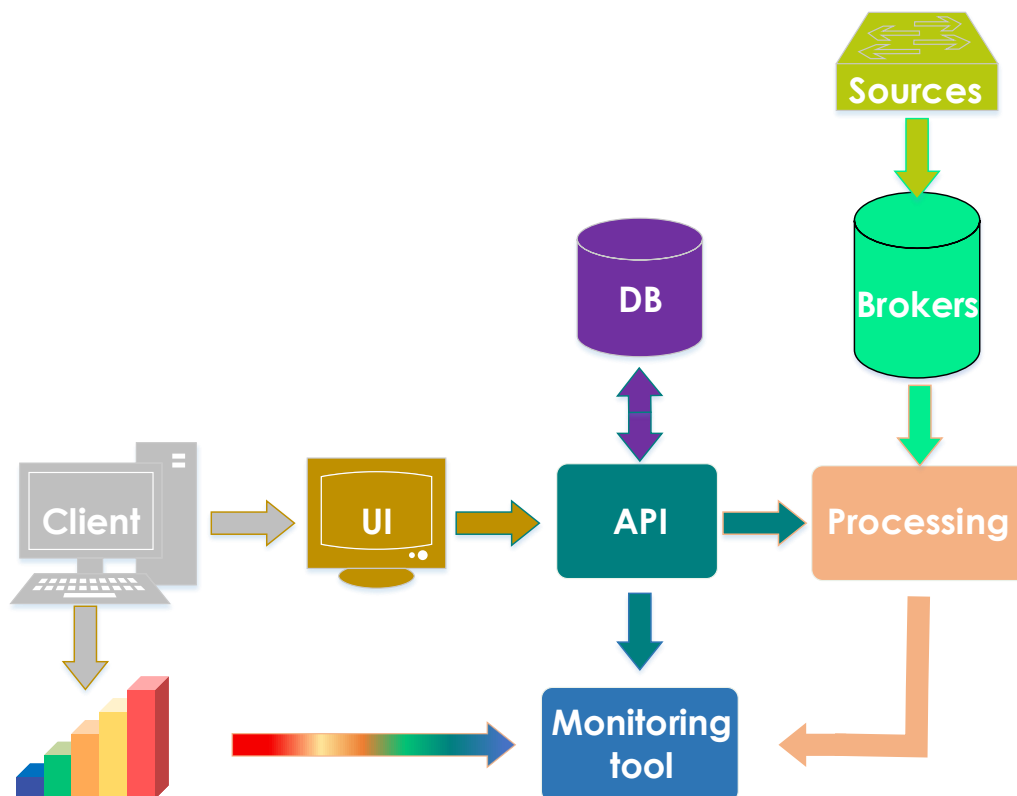 Sources
DB
Brokers
Client
UI
API
Processing
Monitoring
tool